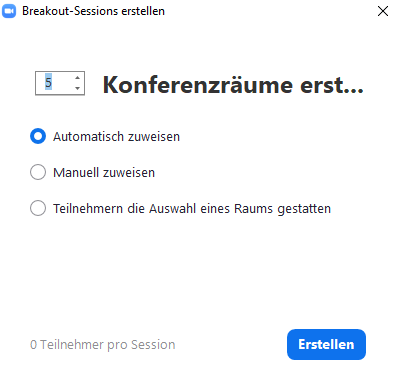 Breakout-Sessions erstellen
5 Konferenzräume erst...
Automatisch zuweisen
Manuell zuweisen
Teilnehmern die Auswahl eines Raums gestatten
0 Teilnehmer pro Session Erstellen